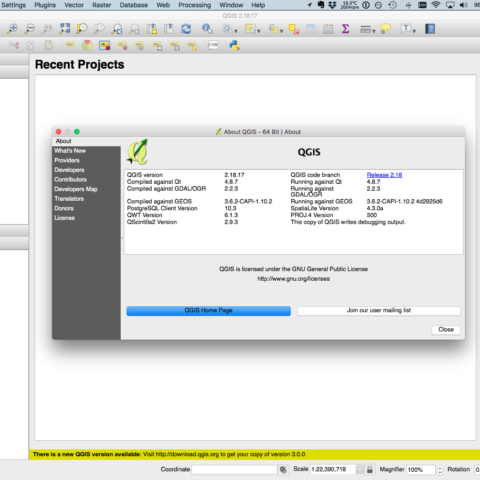 Settings Plugins Vector Raster Database Web Processing Window Help
QGIS 2.18.17
CSW
Recent Projects
About QGIS - 64 Bit | About
About
What's New
Providers
Developers
Contributors
Developers Map
Translators
Donors
License
QGIS
QGIS version 2.18.17 QGIS code branch Release 2.18
Compiled against Qt 4.8.7 Running against Qt 4.8.7
Compiled against GDAL/OGR 2.2.3 Running against GDAL/OGR 2.2.3
Compiled against GEOS 3.6.2-CAPI-1.10.2 Running against GEOS 3.6.2-CAPI-1.10.2 4d2925d6
PostgreSQL Client Version 10.3 SpatiaLite Version 4.3.0a
QWT Version 6.1.3 PROJ.4 Version 500
QScintilla2 Version 2.9.3 This copy of QGIS writes debugging output.
QGIS is licensed under the GNU General Public License
http://www.gnu.org/licenses
QGIS Home Page Join our user mailing list
Close
There is a new QGIS version available: Visit http://download.qgis.org to get your copy of version 3.0.0
Coordinate Scale 1:22,390,718 Magnifier 100% Rotation